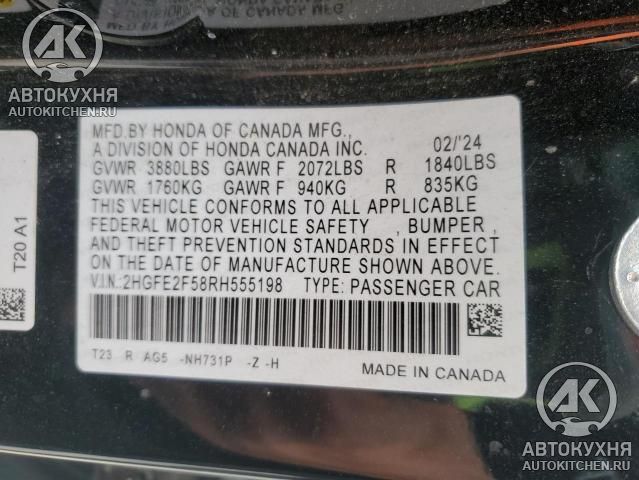 АВТОКУХНЯ
AUTOKITCHEN.RU
T20 A1
MFD.BY HONDA OF CANADA MFG.,
A DIVISION OF HONDA CANADA INC. 02/'24
GVWR 3880LBS GAWR F 2072LBS R 1840LBS
GVWR 1760KG GAWR F 940KG R 835KG
THIS VEHICLE CONFORMS TO ALL APPLICABLE
FEDERAL MOTOR VEHICLE SAFETY , BUMPER ,
AND THEFT PREVENTION STANDARDS IN EFFECT
ON THE DATE OF MANUFACTURE SHOWN ABOVE.
V.I.N.:2HGFE2F58RH555198 TYPE: PASSENGER CAR
T23 R AG5 -NH731P -Z -H
MADE IN CANADA
АК
АВТОКУХНЯ
AUTOKITCHEN.RU